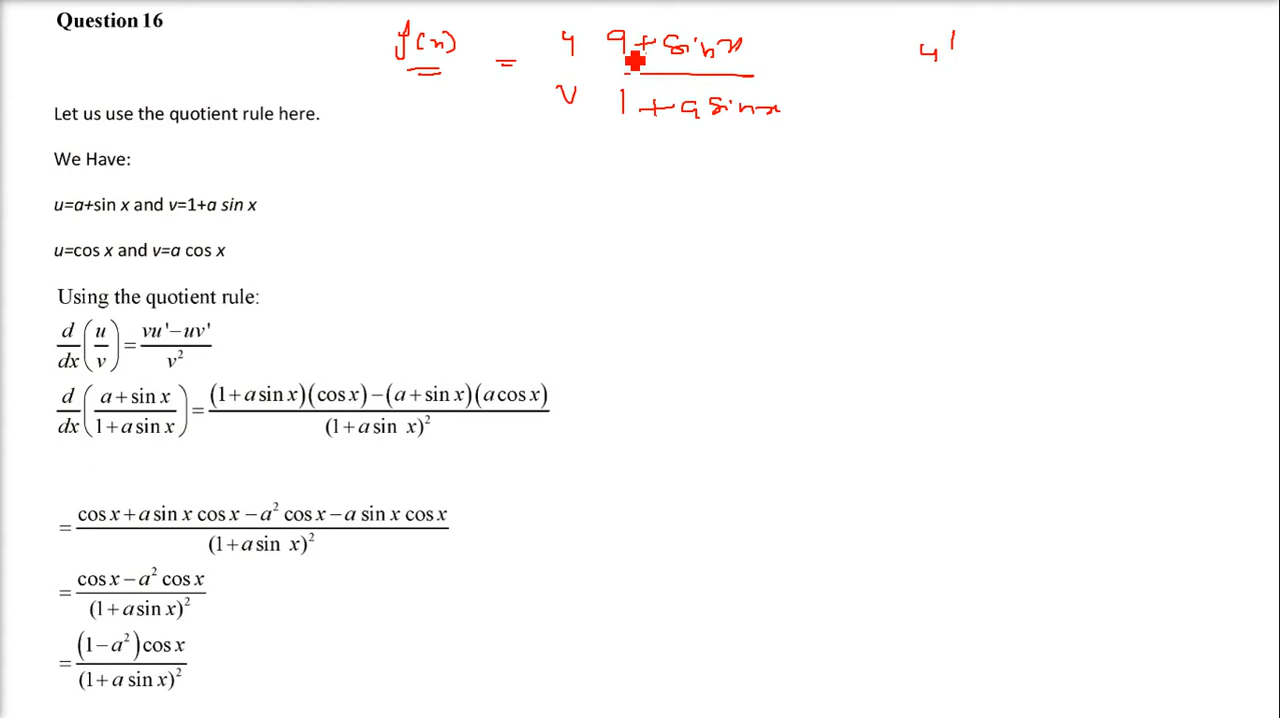 Question 16
f(x) = u a + sin x u'
v 1 + a sin x
Let us use the quotient rule here.
We Have:
u=a+sin x and v=1+a sin x
u=cos x and v=a cos x
Using the quotient rule:
d/dx (u/v) = (vu'−uv')/v²
d/dx ((a+sin x)/(1+a sin x)) = ((1+a sin x)(cos x)−(a+sin x)(a cos x))/(1+a sin x)²
= (cos x+a sin x cos x−a² cos x−a sin x cos x)/(1+a sin x)²
= (cos x−a² cos x)/(1+a sin x)²
= ((1−a²)cos x)/(1+a sin x)²